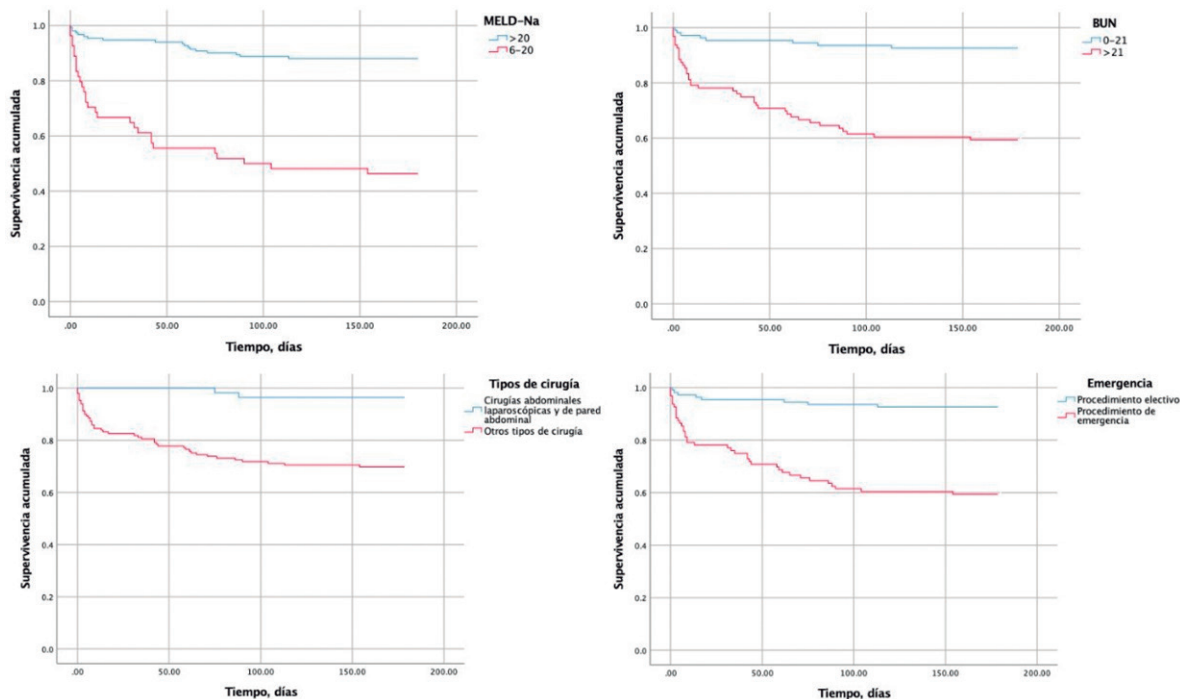 MELD-Na
>20
6-20
Supervivencia acumulada
1.0
0.8
0.6
0.4
0.2
0.0
.00 50.00 100.00 150.00 200.00
Tiempo, días
BUN
0-21
>21
Supervivencia acumulada
1.0
0.8
0.6
0.4
0.2
0.0
.00 50.00 100.00 150.00 200.00
Tiempo, días
Tipos de cirugía
Cirugías abdominales
laparoscópicas y de pared
abdominal
Otros tipos de cirugía
Supervivencia acumulada
1.0
0.8
0.6
0.4
0.2
0.0
.00 50.00 100.00 150.00 200.00
Tiempo, días
Emergencia
Procedimiento electivo
Procedimiento de
emergencia
Supervivencia acumulada
1.0
0.8
0.6
0.4
0.2
0.0
.00 50.00 100.00 150.00 200.00
Tiempo, días